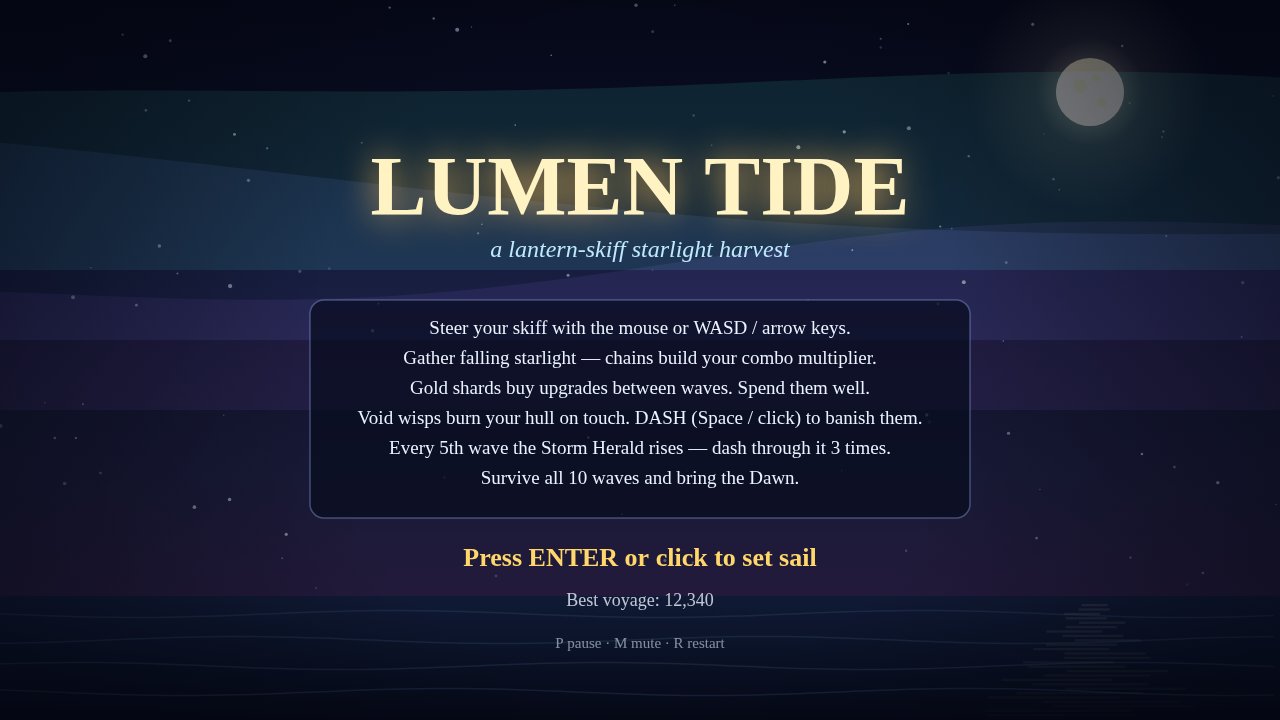 LUMEN TIDE
a lantern-skiff starlight harvest
Steer your skiff with the mouse or WASD / arrow keys.
Gather falling starlight — chains build your combo multiplier.
Gold shards buy upgrades between waves. Spend them well.
Void wisps burn your hull on touch. DASH (Space / click) to banish them.
Every 5th wave the Storm Herald rises — dash through it 3 times.
Survive all 10 waves and bring the Dawn.
Press ENTER or click to set sail
Best voyage: 12,340
P pause · M mute · R restart